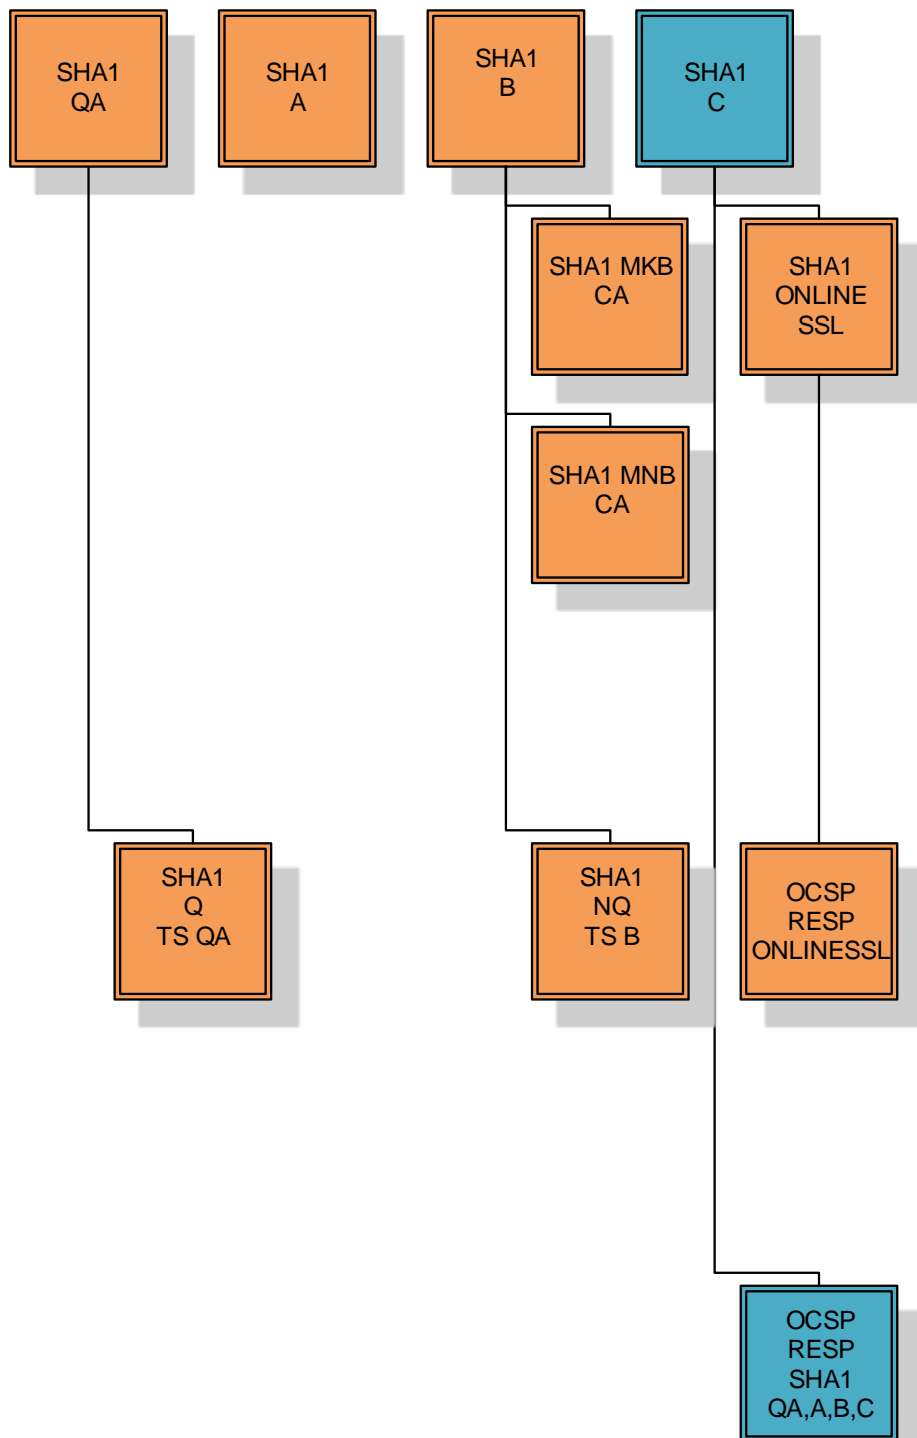 SHA1
QA
SHA1
A
SHA1
B
SHA1
C
SHA1 MKB
CA
SHA1
ONLINE
SSL
SHA1 MNB
CA
SHA1
Q
TS QA
SHA1
NQ
TS B
OCSP
RESP
ONLINESSL
OCSP
RESP
SHA1
QA,A,B,C